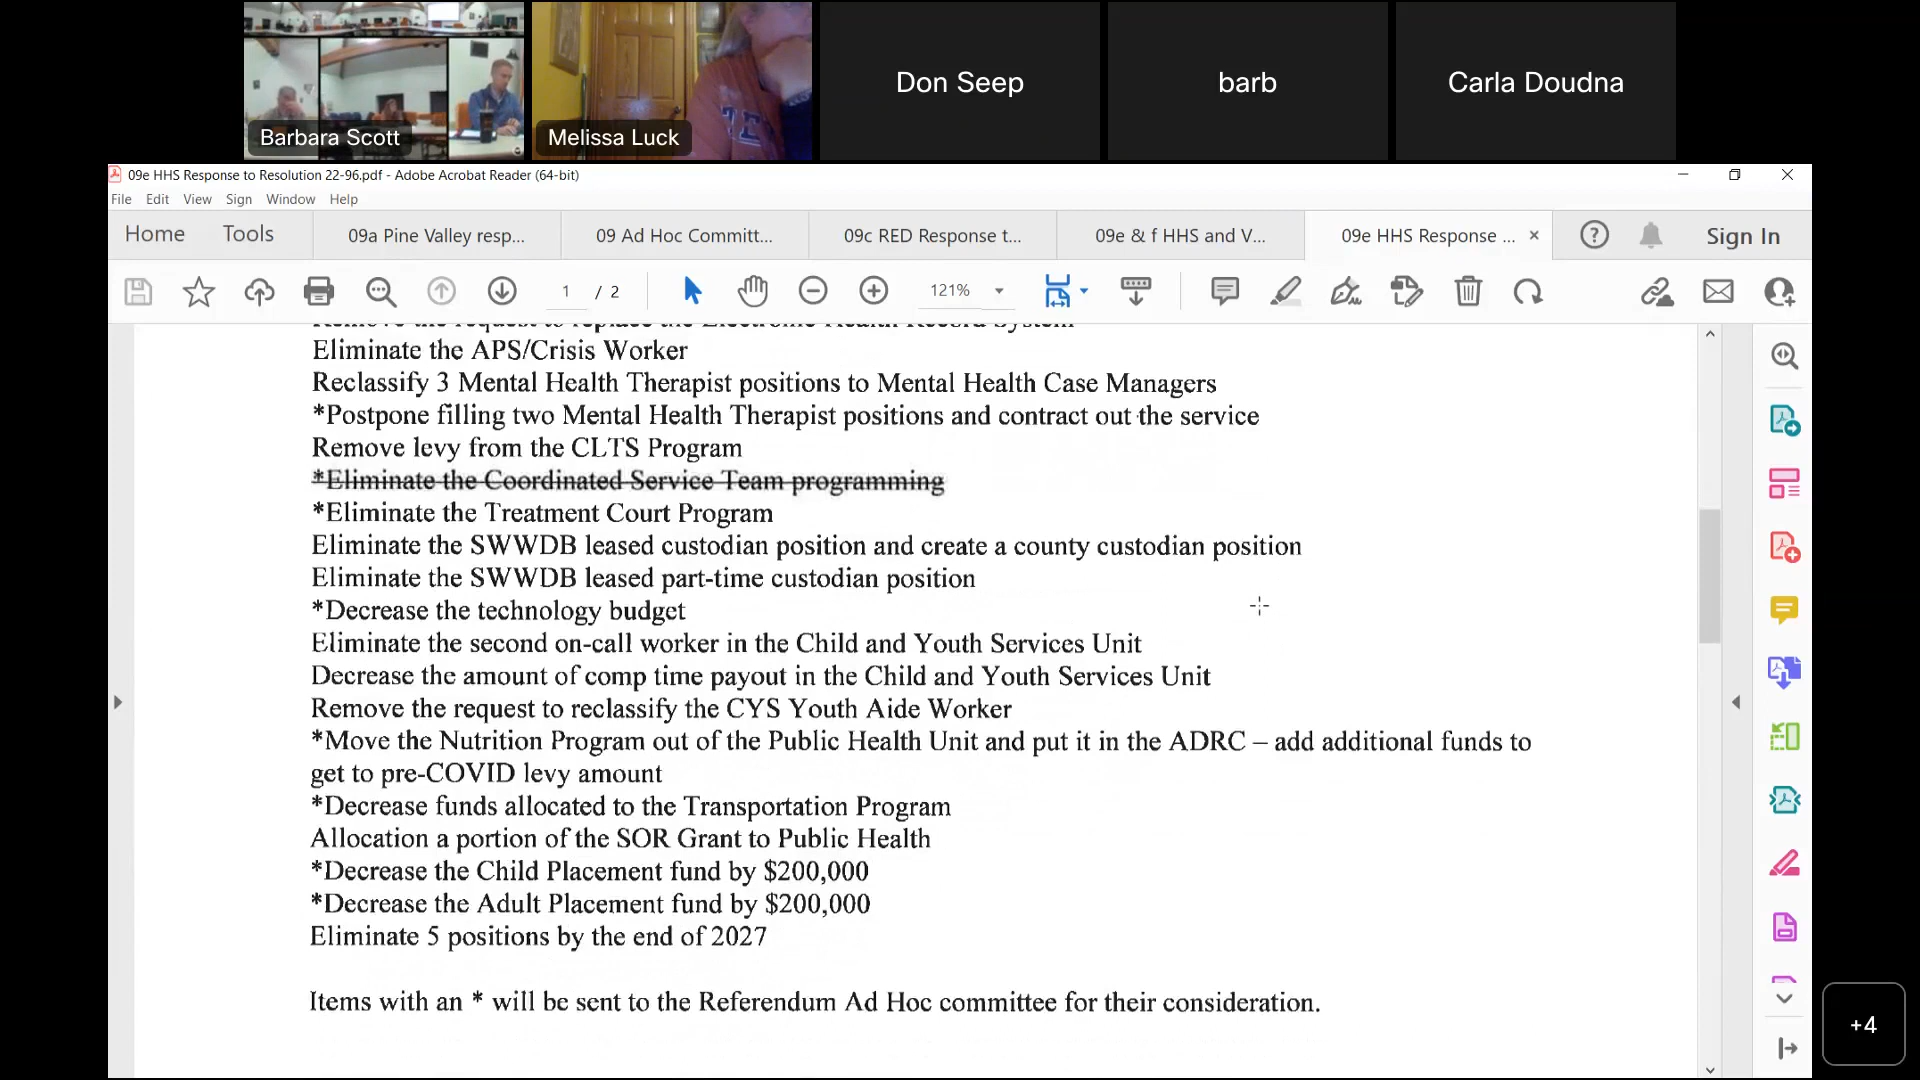 Don Seep
barb
Carla Doudna
Barbara Scott
Melissa Luck
09e HHS Response to Resolution 22-96.pdf - Adobe Acrobat Reader (64-bit)
File Edit View Sign Window Help
Home Tools 09a Pine Valley resp... 09 Ad Hoc Committ... 09c RED Response t... 09e & f HHS and V... 09e HHS Response ... × Sign In
1 / 2 121%
Remove the request to replace the Electronic Health Record System
Eliminate the APS/Crisis Worker
Reclassify 3 Mental Health Therapist positions to Mental Health Case Managers
*Postpone filling two Mental Health Therapist positions and contract out the service
Remove levy from the CLTS Program
*Eliminate the Coordinated Service Team programming
*Eliminate the Treatment Court Program
Eliminate the SWWDB leased custodian position and create a county custodian position
Eliminate the SWWDB leased part-time custodian position
*Decrease the technology budget
Eliminate the second on-call worker in the Child and Youth Services Unit
Decrease the amount of comp time payout in the Child and Youth Services Unit
Remove the request to reclassify the CYS Youth Aide Worker
*Move the Nutrition Program out of the Public Health Unit and put it in the ADRC – add additional funds to
get to pre-COVID levy amount
*Decrease funds allocated to the Transportation Program
Allocation a portion of the SOR Grant to Public Health
*Decrease the Child Placement fund by $200,000
*Decrease the Adult Placement fund by $200,000
Eliminate 5 positions by the end of 2027
Items with an * will be sent to the Referendum Ad Hoc committee for their consideration.
+4